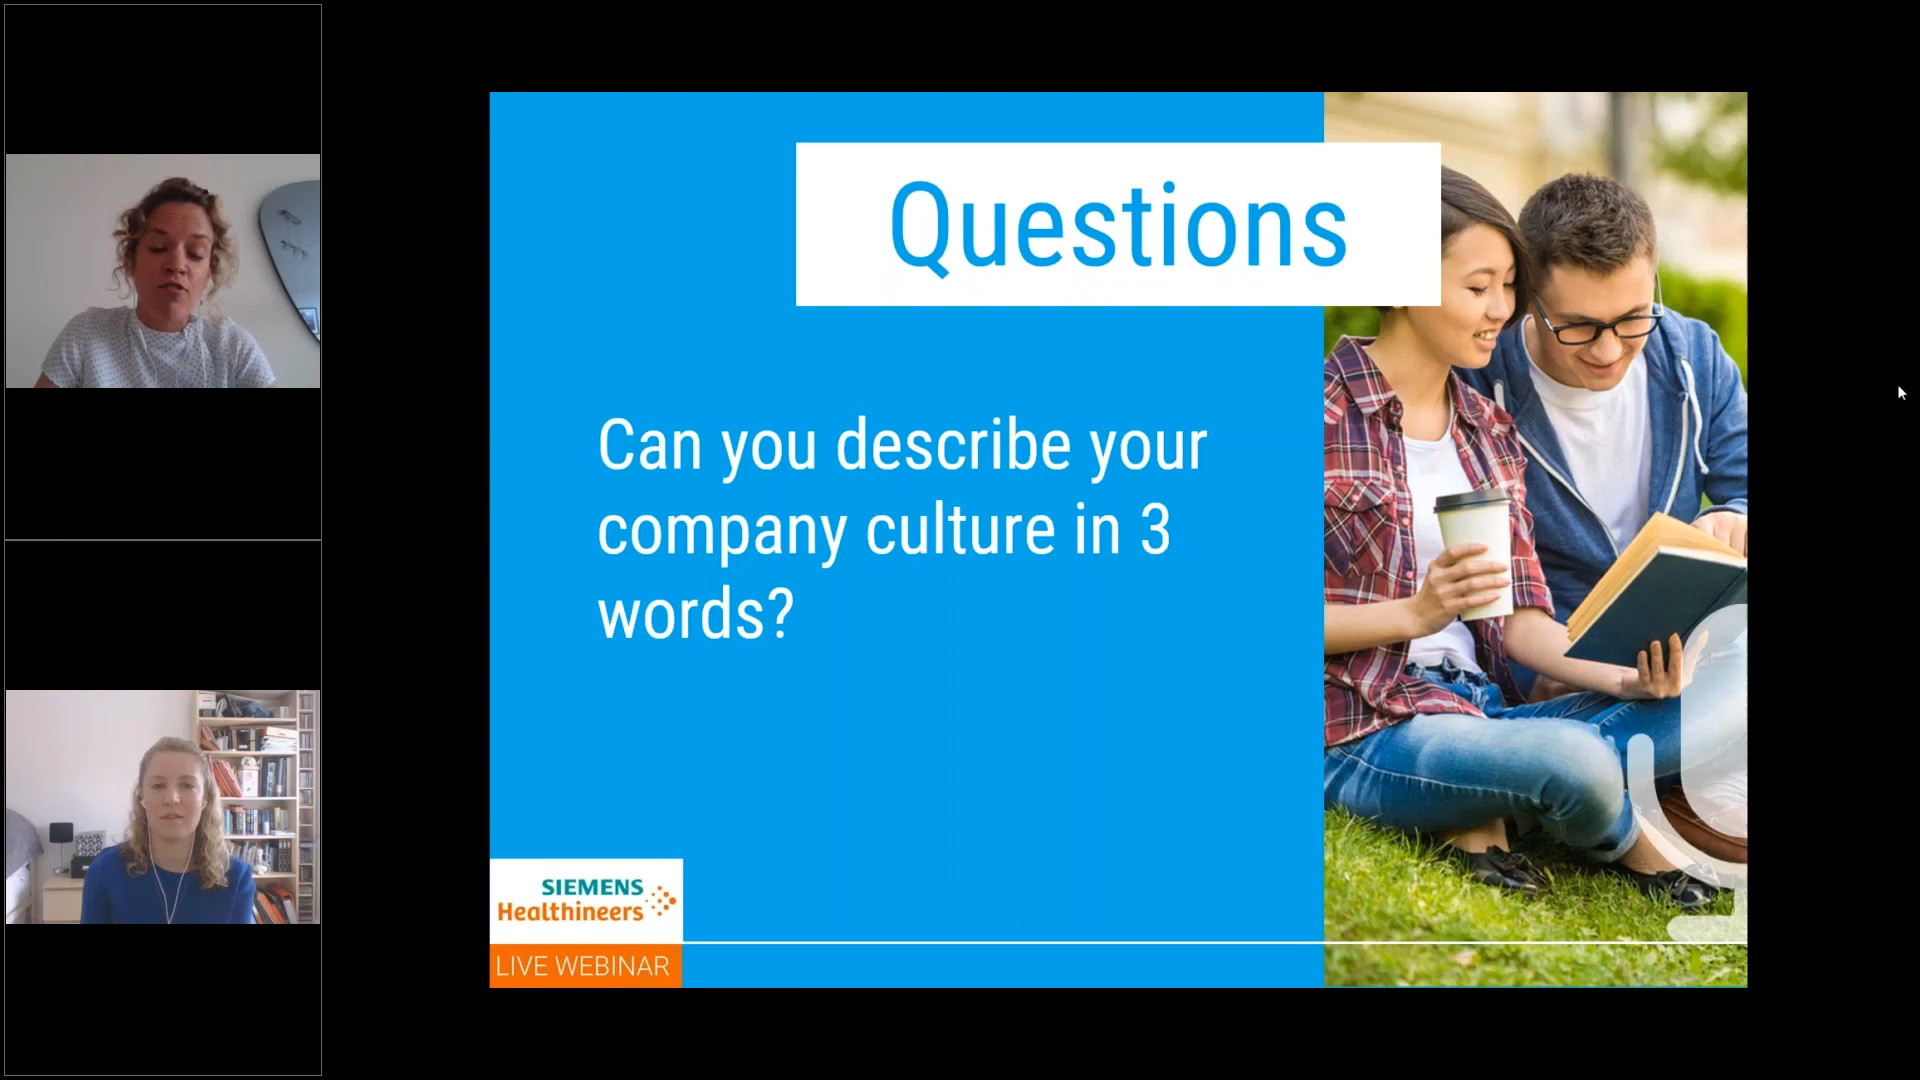 Questions
Can you describe your
company culture in 3
words?
SIEMENS
Healthineers
LIVE WEBINAR